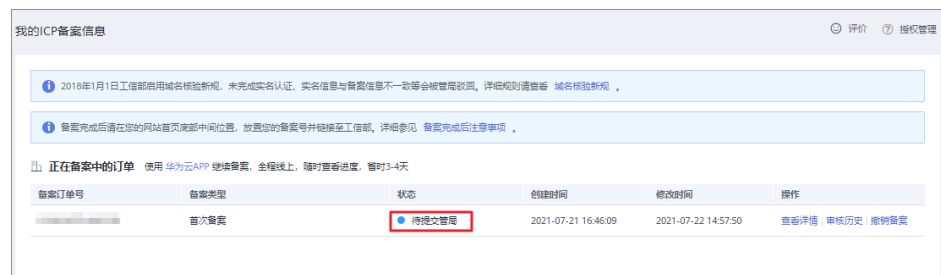 我的ICP备案信息 评价 授权管理
2018年1月1日工信部启用域名核验新规，未完成实名认证、实名信息与备案信息不一致等会被管局驳回。详细规则请查看 域名核验新规 。
备案完成后请在您的网站首页底部中间位置，放置您的备案号并链接至工信部。详细参见 备案完成后注意事项 。
正在备案中的订单 使用 华为云APP 继续备案，全程线上，随时查看进度，省时3-4天
备案订单号 备案类型 状态 创建时间 修改时间 操作
首次备案 待提交管局 2021-07-21 16:46:09 2021-07-22 14:57:50 查看详情 审核历史 撤销备案